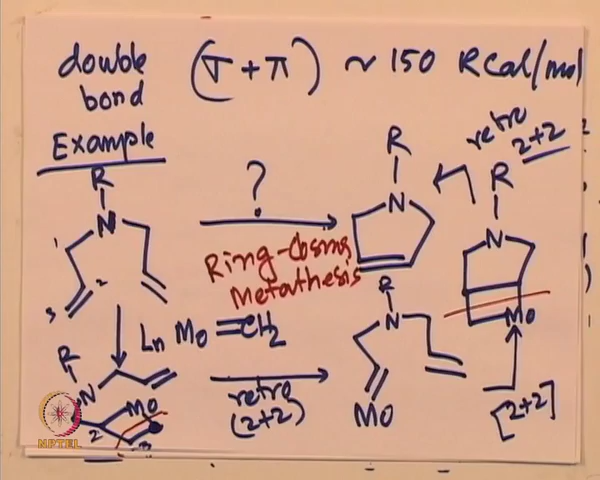 double bond (σ + π) ~ 150 Kcal/mol
Example
R
N
1
2
3
?
Ring-Closing
Metathesis
R
N
retro
2+2
R
N
Mo
Ln Mo = CH2
R
N
Mo
2
3
retro
(2+2)
R
N
Mo
[2+2]
NPTEL